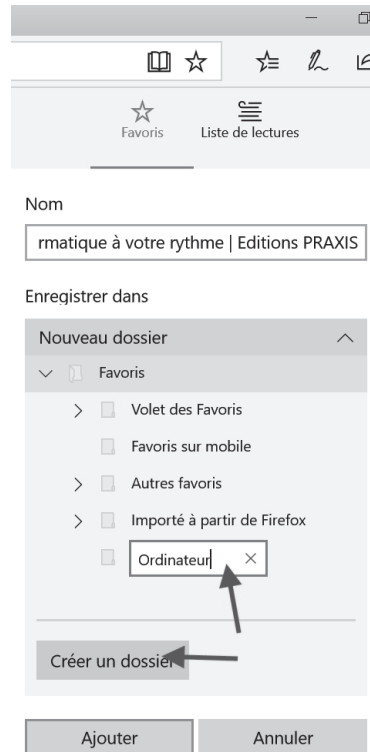 Favoris
Liste de lectures
Nom
rmatique à votre rythme | Editions PRAXIS
Enregistrer dans
Nouveau dossier
Favoris
Volet des Favoris
Favoris sur mobile
Autres favoris
Importé à partir de Firefox
Ordinateur
Créer un dossier
Ajouter
Annuler